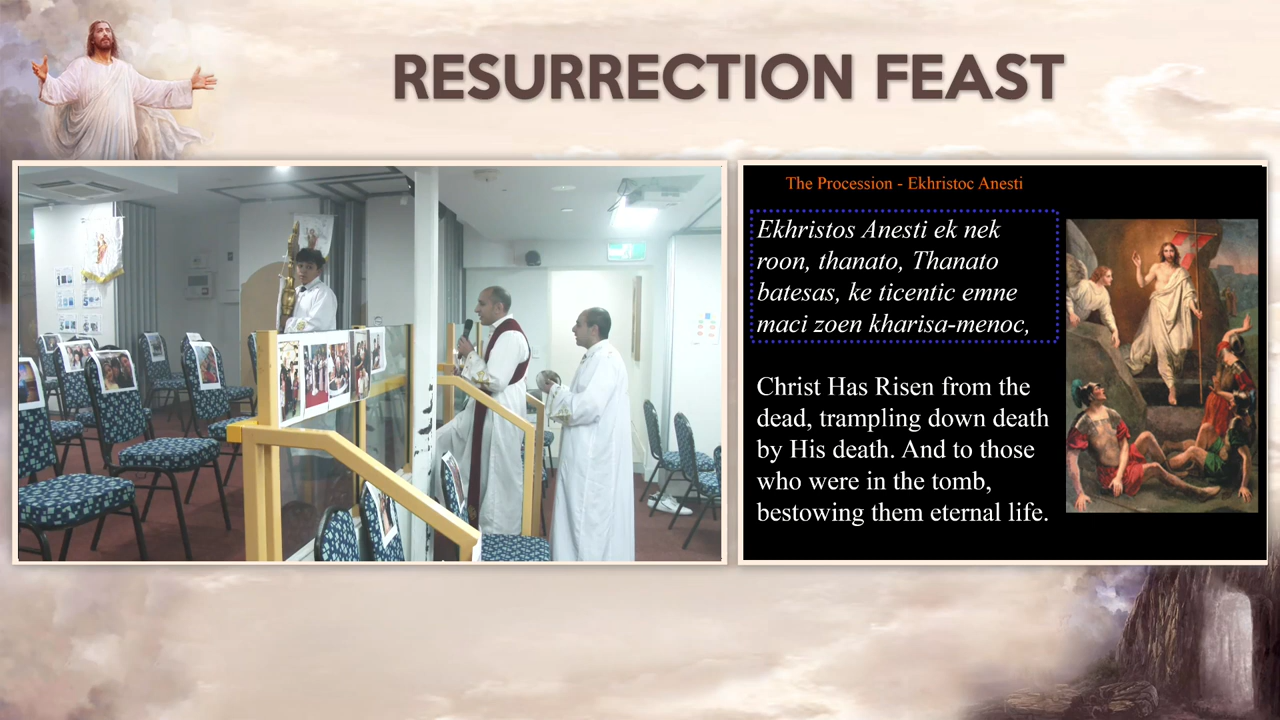 RESURRECTION FEAST
The Procession - Ekhristoc Anesti
Ekhristos Anesti ek nek
roon, thanato, Thanato
batesas, ke ticentic emne
maci zoen kharisa-menoc,
Christ Has Risen from the
dead, trampling down death
by His death. And to those
who were in the tomb,
bestowing them eternal life.